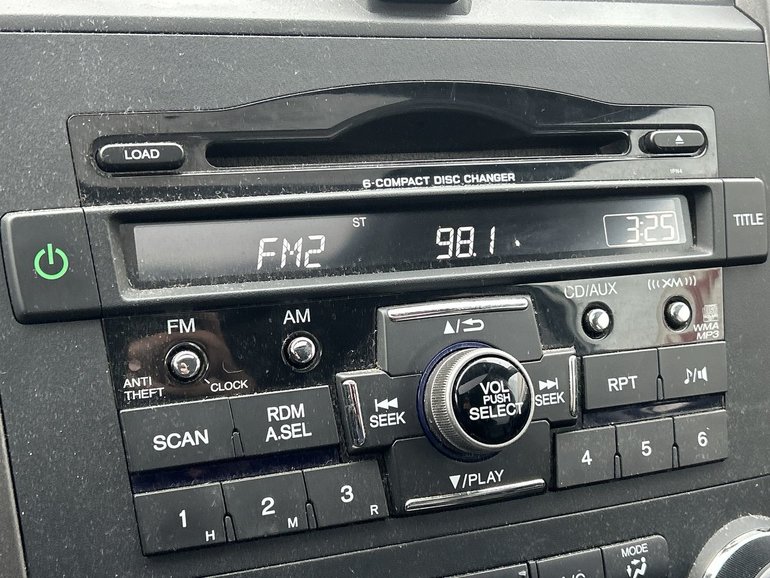 LOAD
6-COMPACT DISC CHANGER
1FN4
ST
FM2 98.1 3:25
TITLE
FM
AM
CD/AUX
(((XM)))
WMA
MP3
ANTI
THEFT
CLOCK
▲/↩
SCAN
RDM
A.SEL
⏮
SEEK
VOL
PUSH
SELECT
⏭
SEEK
RPT
♪/🔇
▼/PLAY
1 H
2 M
3 R
4
5
6
MODE